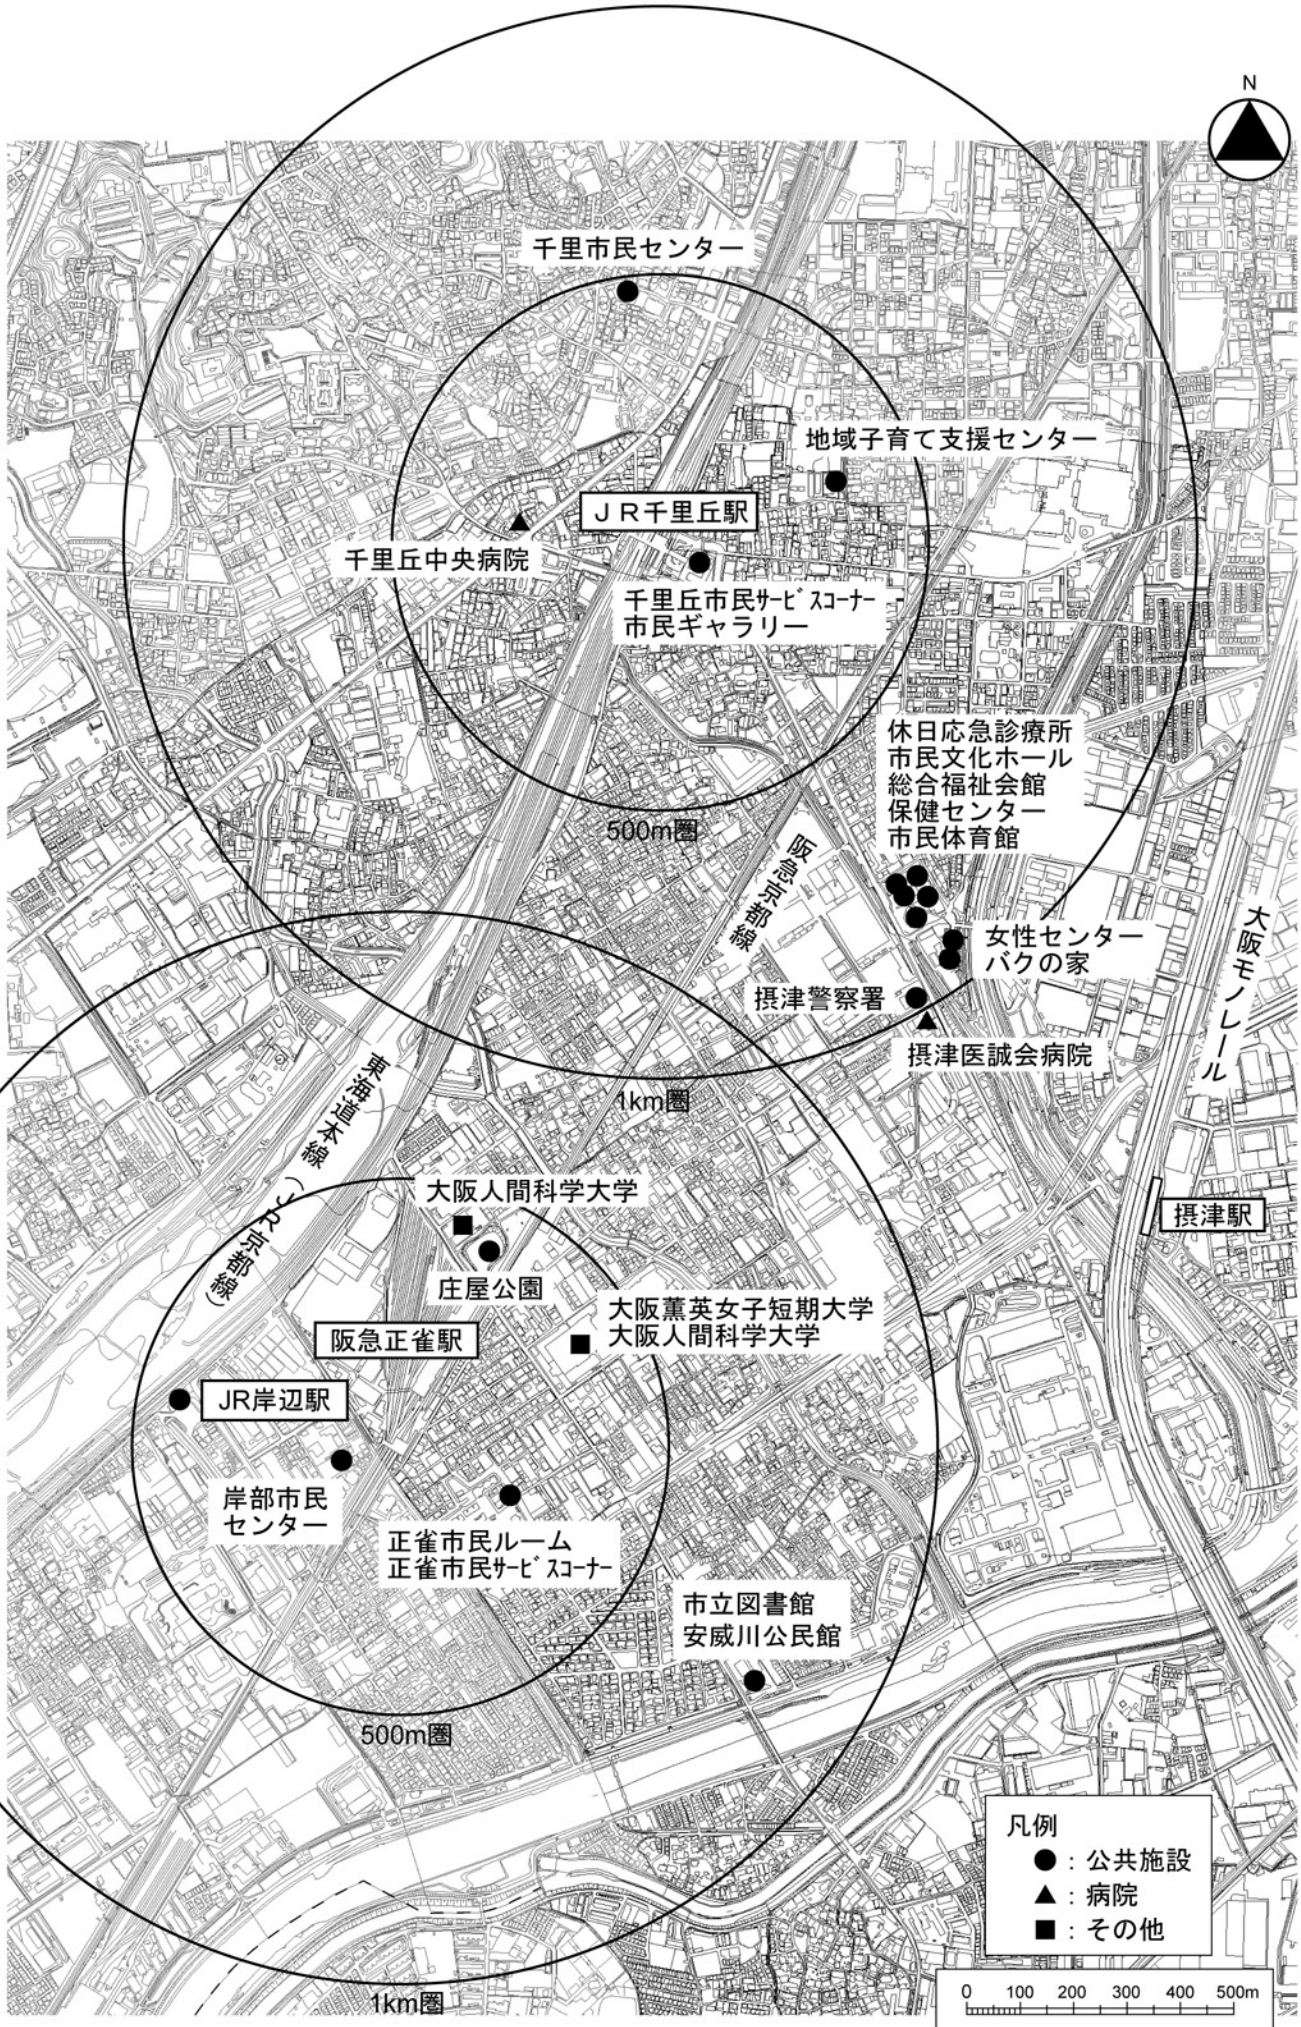 N
千里市民センター
地域子育て支援センター
ＪＲ千里丘駅
千里丘中央病院
千里丘市民ｻｰﾋﾞｽｺｰﾅｰ
市民ギャラリー
休日応急診療所
市民文化ホール
総合福祉会館
保健センター
市民体育館
500m圏
阪急京都線
大阪モノレール
女性センター
バクの家
摂津警察署
摂津医誠会病院
1km圏
東海道本線（ＪＲ京都線）
大阪人間科学大学
摂津駅
庄屋公園
大阪薫英女子短期大学
大阪人間科学大学
阪急正雀駅
JR岸辺駅
岸部市民
センター
正雀市民ルーム
正雀市民ｻｰﾋﾞｽｺｰﾅｰ
市立図書館
安威川公民館
500m圏
凡例
●：公共施設
▲：病院
■：その他
1km圏
0 100 200 300 400 500m